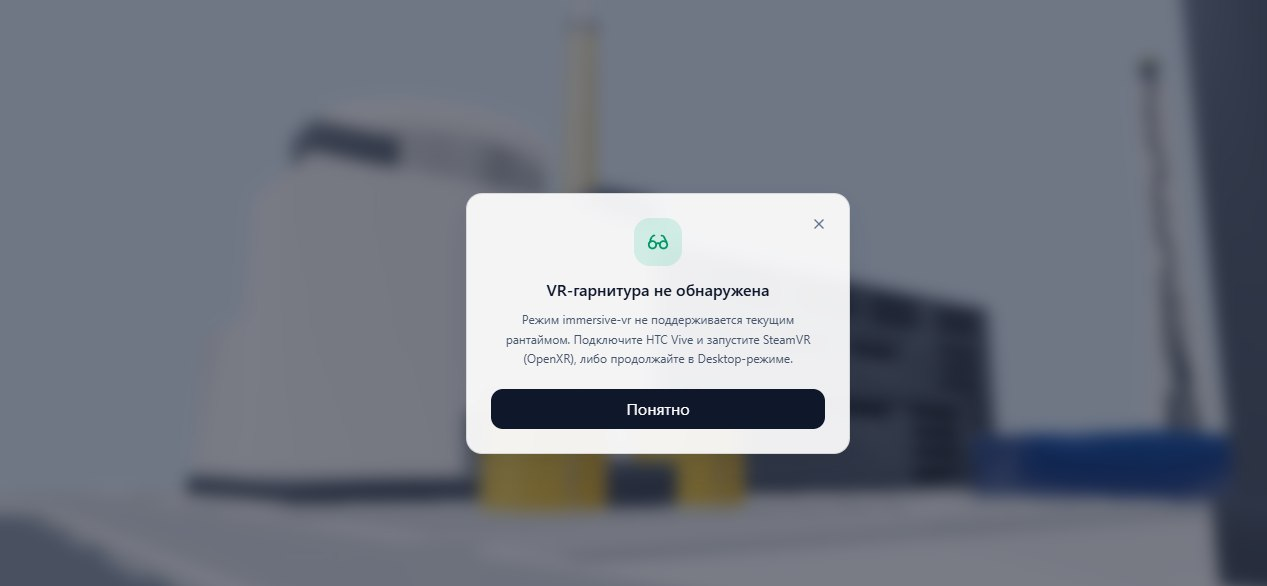 VR-гарнитура не обнаружена
Режим immersive-vr не поддерживается текущим
рантаймом. Подключите HTC Vive и запустите SteamVR
(OpenXR), либо продолжайте в Desktop-режиме.
Понятно